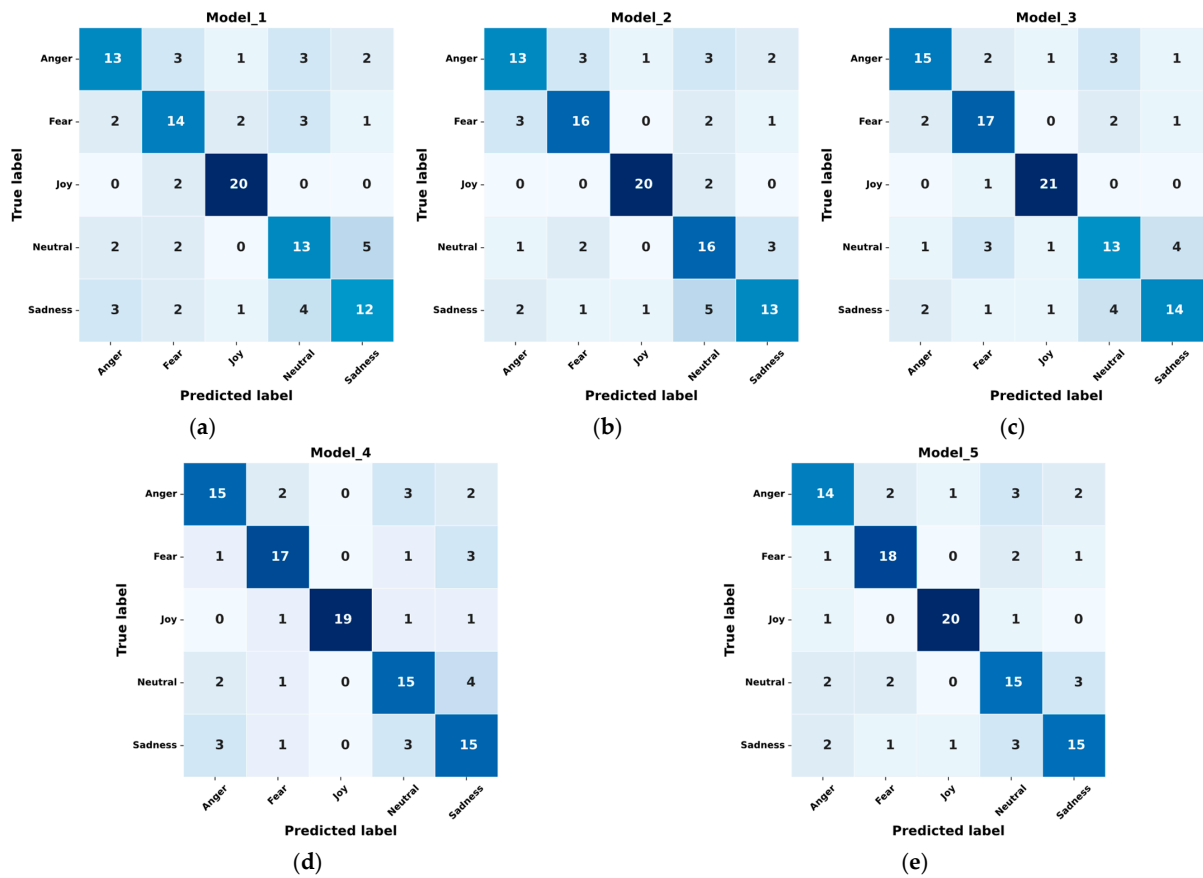 Model_1
Anger 13 3 1 3 2
Fear 2 14 2 3 1
Joy 0 2 20 0 0
Neutral 2 2 0 13 5
Sadness 3 2 1 4 12
Anger Fear Joy Neutral Sadness
True label
Predicted label
(a)
Model_2
Anger 13 3 1 3 2
Fear 3 16 0 2 1
Joy 0 0 20 2 0
Neutral 1 2 0 16 3
Sadness 2 1 1 5 13
Anger Fear Joy Neutral Sadness
True label
Predicted label
(b)
Model_3
Anger 15 2 1 3 1
Fear 2 17 0 2 1
Joy 0 1 21 0 0
Neutral 1 3 1 13 4
Sadness 2 1 1 4 14
Anger Fear Joy Neutral Sadness
True label
Predicted label
(c)
Model_4
Anger 15 2 0 3 2
Fear 1 17 0 1 3
Joy 0 1 19 1 1
Neutral 2 1 0 15 4
Sadness 3 1 0 3 15
Anger Fear Joy Neutral Sadness
True label
Predicted label
(d)
Model_5
Anger 14 2 1 3 2
Fear 1 18 0 2 1
Joy 1 0 20 1 0
Neutral 2 2 0 15 3
Sadness 2 1 1 3 15
Anger Fear Joy Neutral Sadness
True label
Predicted label
(e)